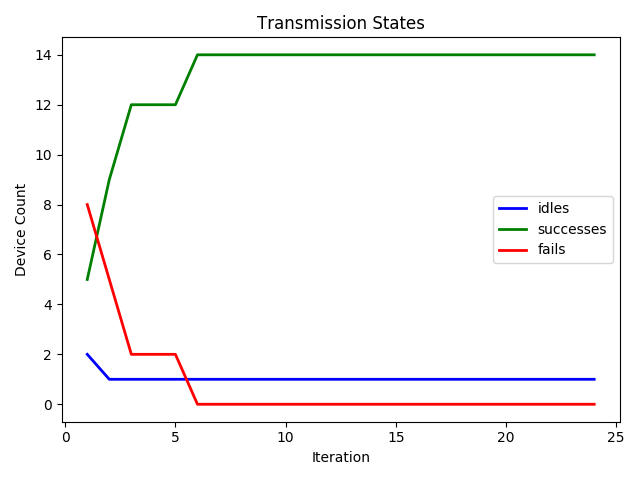 Transmission States
Device Count
14
12
10
8
6
4
2
0
idles
successes
fails
0 5 10 15 20 25
Iteration